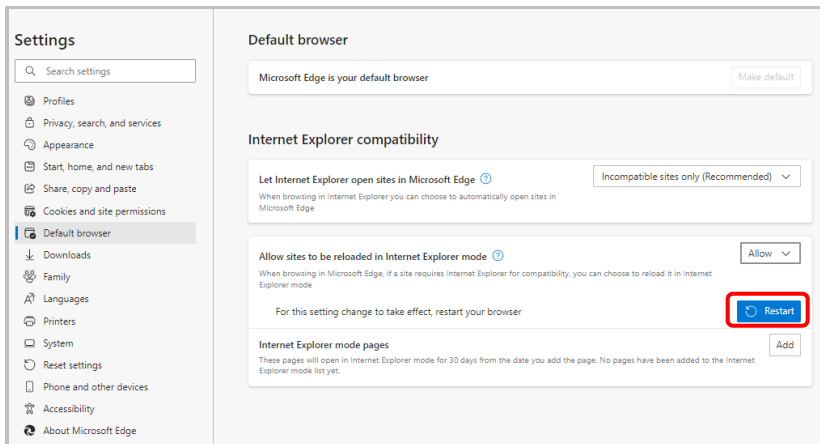 Settings
Search settings
Profiles
Privacy, search, and services
Appearance
Start, home, and new tabs
Share, copy and paste
Cookies and site permissions
Default browser
Downloads
Family
Languages
Printers
System
Reset settings
Phone and other devices
Accessibility
About Microsoft Edge
Default browser
Microsoft Edge is your default browser
Make default
Internet Explorer compatibility
Let Internet Explorer open sites in Microsoft Edge
Incompatible sites only (Recommended)
When browsing in Internet Explorer you can choose to automatically open sites in
Microsoft Edge
Allow sites to be reloaded in Internet Explorer mode
Allow
When browsing in Microsoft Edge, if a site requires Internet Explorer for compatibility, you can choose to reload it in Internet
Explorer mode
For this setting change to take effect, restart your browser
Restart
Internet Explorer mode pages
Add
These pages will open in Internet Explorer mode for 30 days from the date you add the page. No pages have been added to the Internet
Explorer mode list yet.